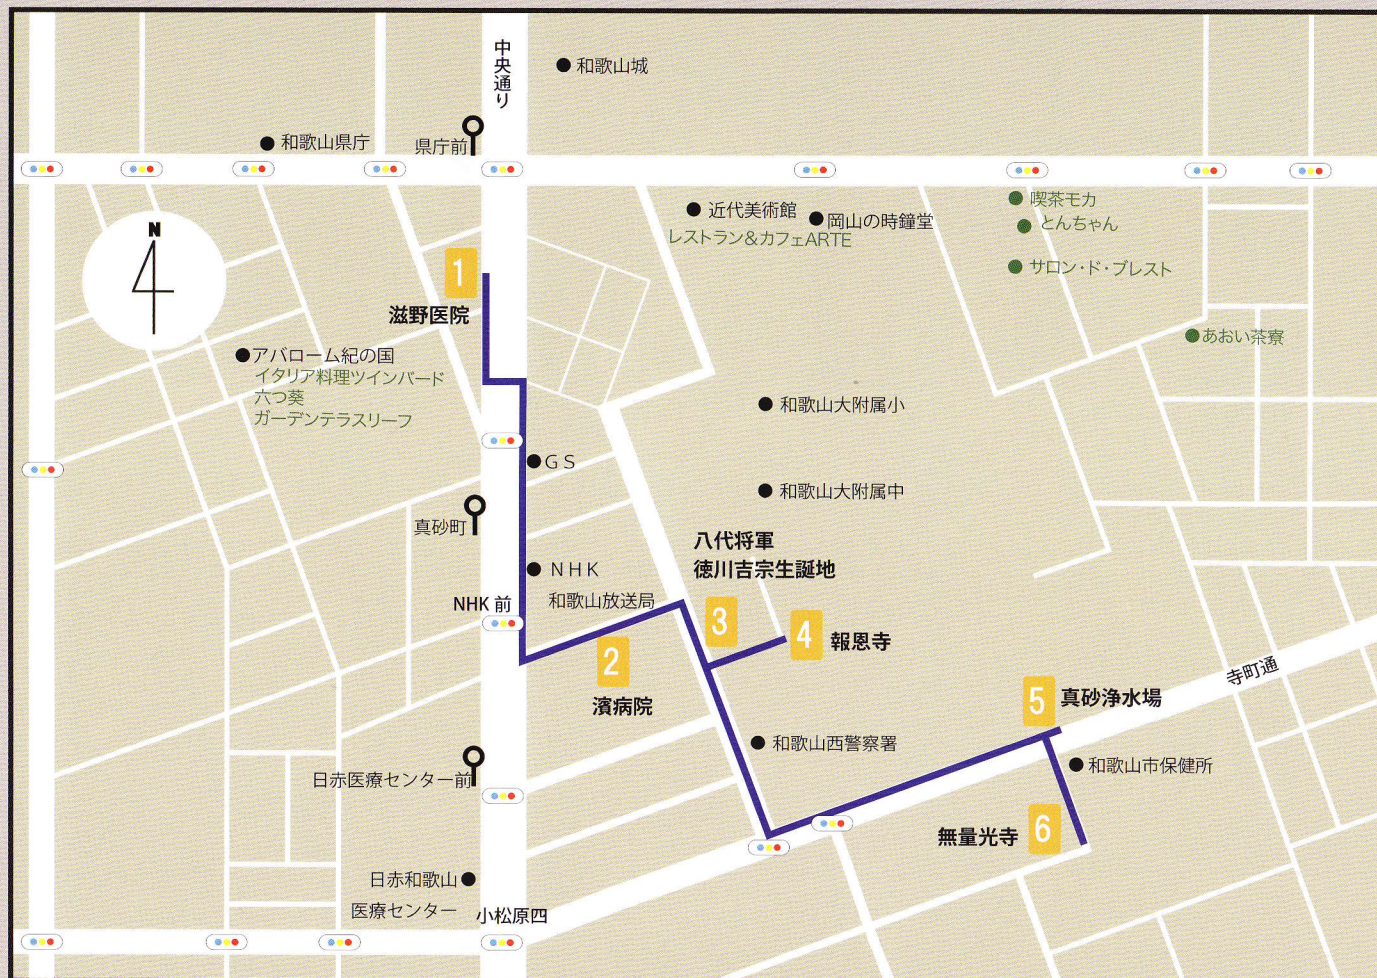 中央通り
和歌山城
和歌山県庁
県庁前
N
近代美術館
レストラン&カフェARTE
岡山の時鐘堂
喫茶モカ
とんちゃん
サロン・ド・ブレスト
あおい茶寮
1
滋野医院
アバローム紀の国
イタリア料理ツインバード
六つ葵
ガーデンテラスリーフ
和歌山大附属小
GS
和歌山大附属中
真砂町
八代将軍
徳川吉宗生誕地
NHK
和歌山放送局
NHK前
3
4
報恩寺
2
濱病院
寺町通
5
真砂浄水場
和歌山西警察署
和歌山市保健所
日赤医療センター前
無量光寺
6
日赤和歌山
医療センター
小松原四